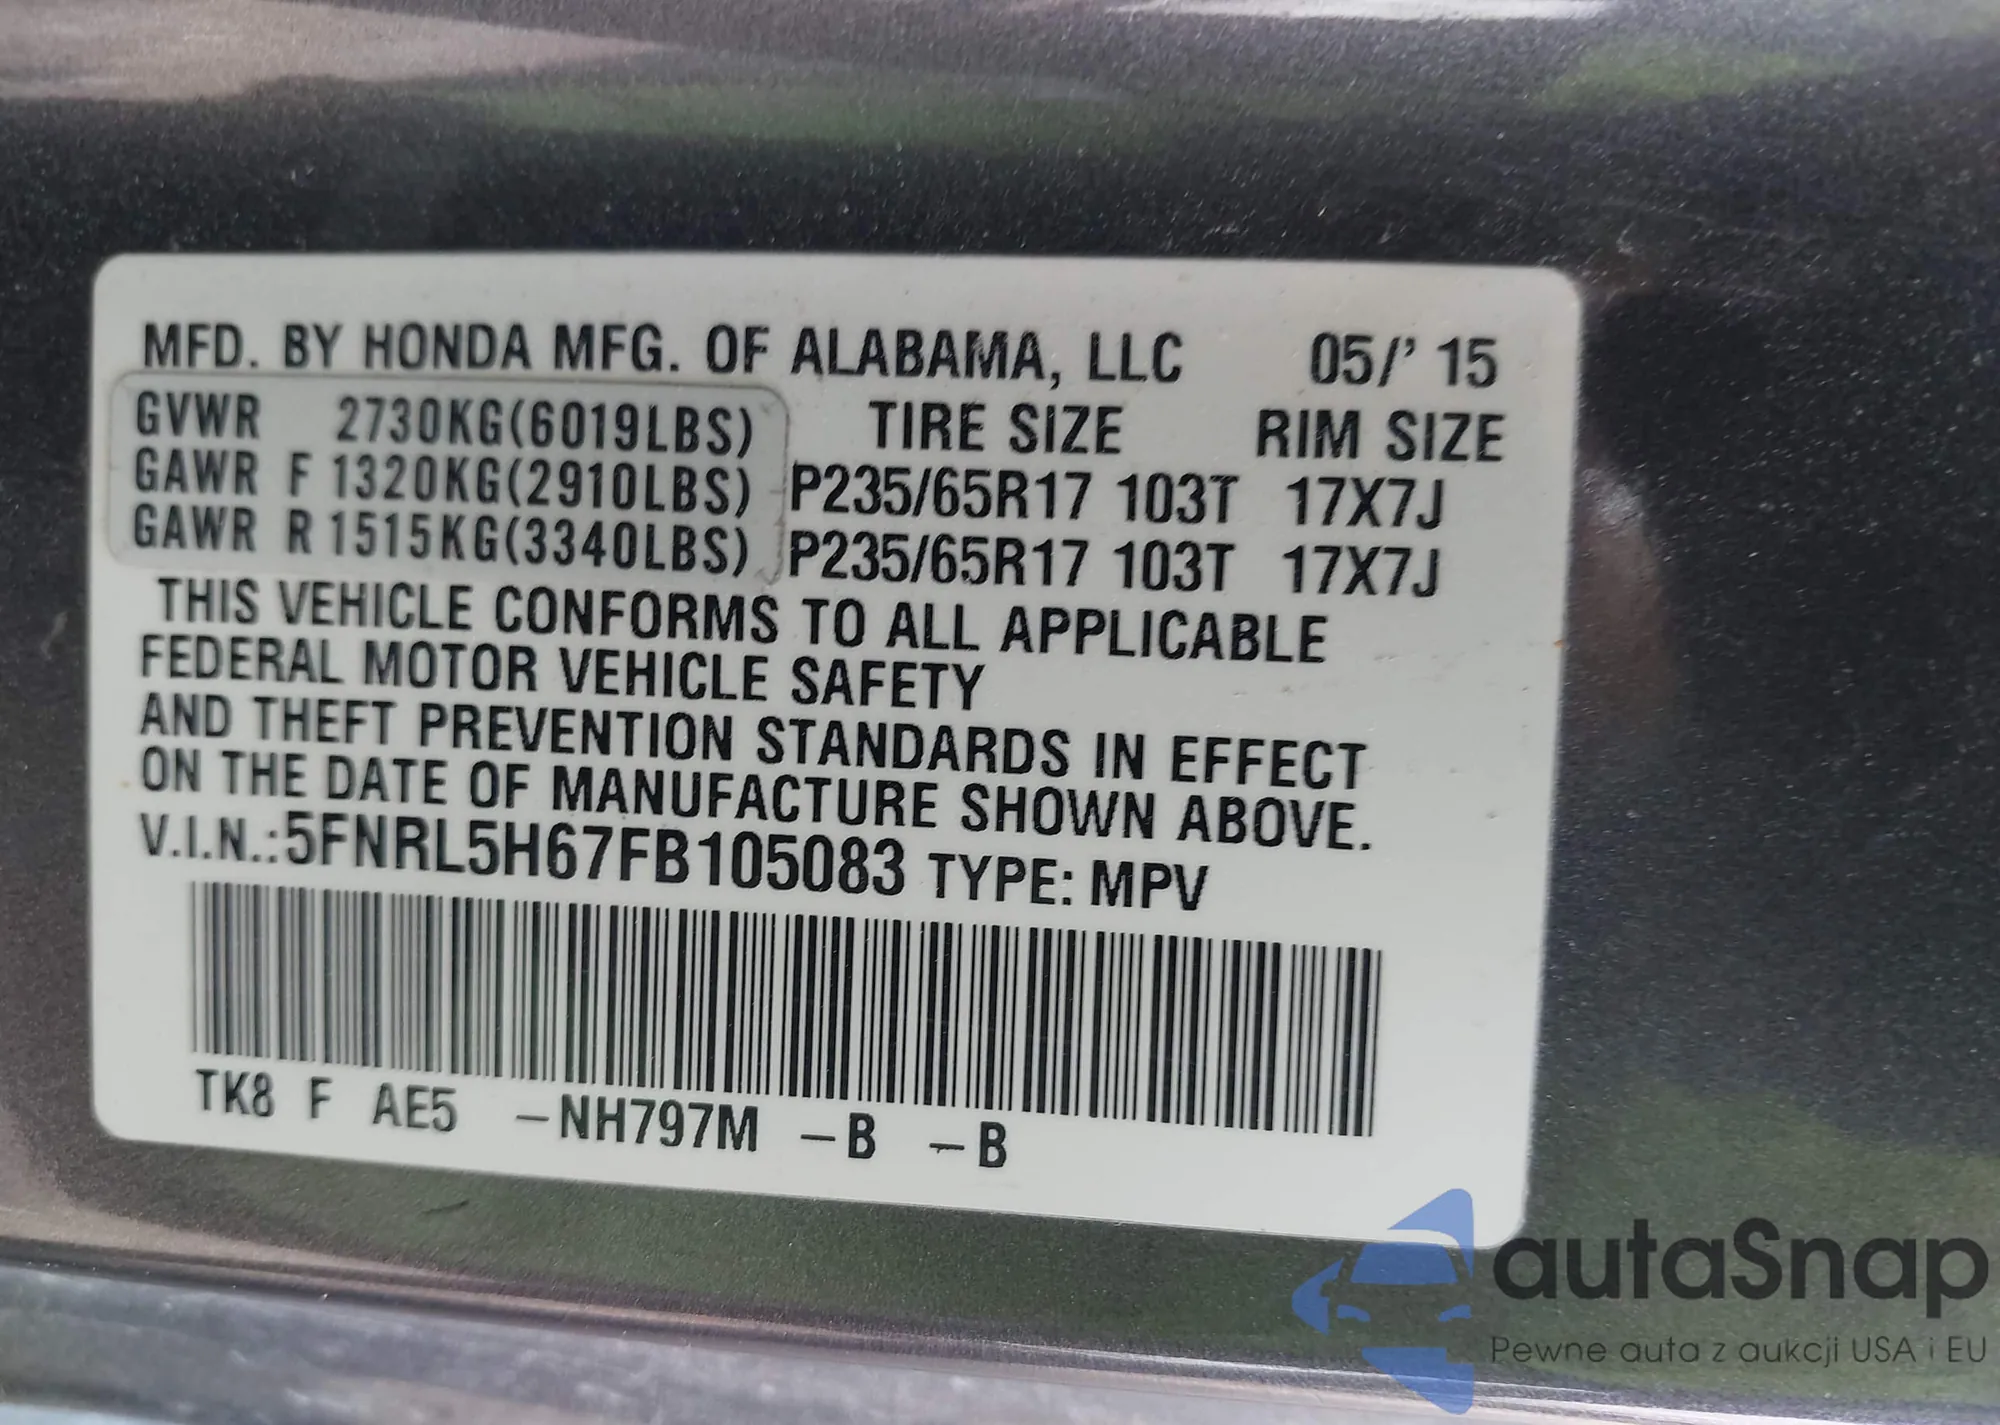 MFD. BY HONDA MFG. OF ALABAMA, LLC 05/' 15
GVWR 2730KG(6019LBS) TIRE SIZE RIM SIZE
GAWR F 1320KG(2910LBS) P235/65R17 103T 17X7J
GAWR R 1515KG(3340LBS) P235/65R17 103T 17X7J
THIS VEHICLE CONFORMS TO ALL APPLICABLE
FEDERAL MOTOR VEHICLE SAFETY
AND THEFT PREVENTION STANDARDS IN EFFECT
ON THE DATE OF MANUFACTURE SHOWN ABOVE.
V.I.N.:5FNRL5H67FB105083 TYPE: MPV
TK8 F AE5 -NH797M -B -B
autaSnap
Pewne auta z aukcji USA i EU